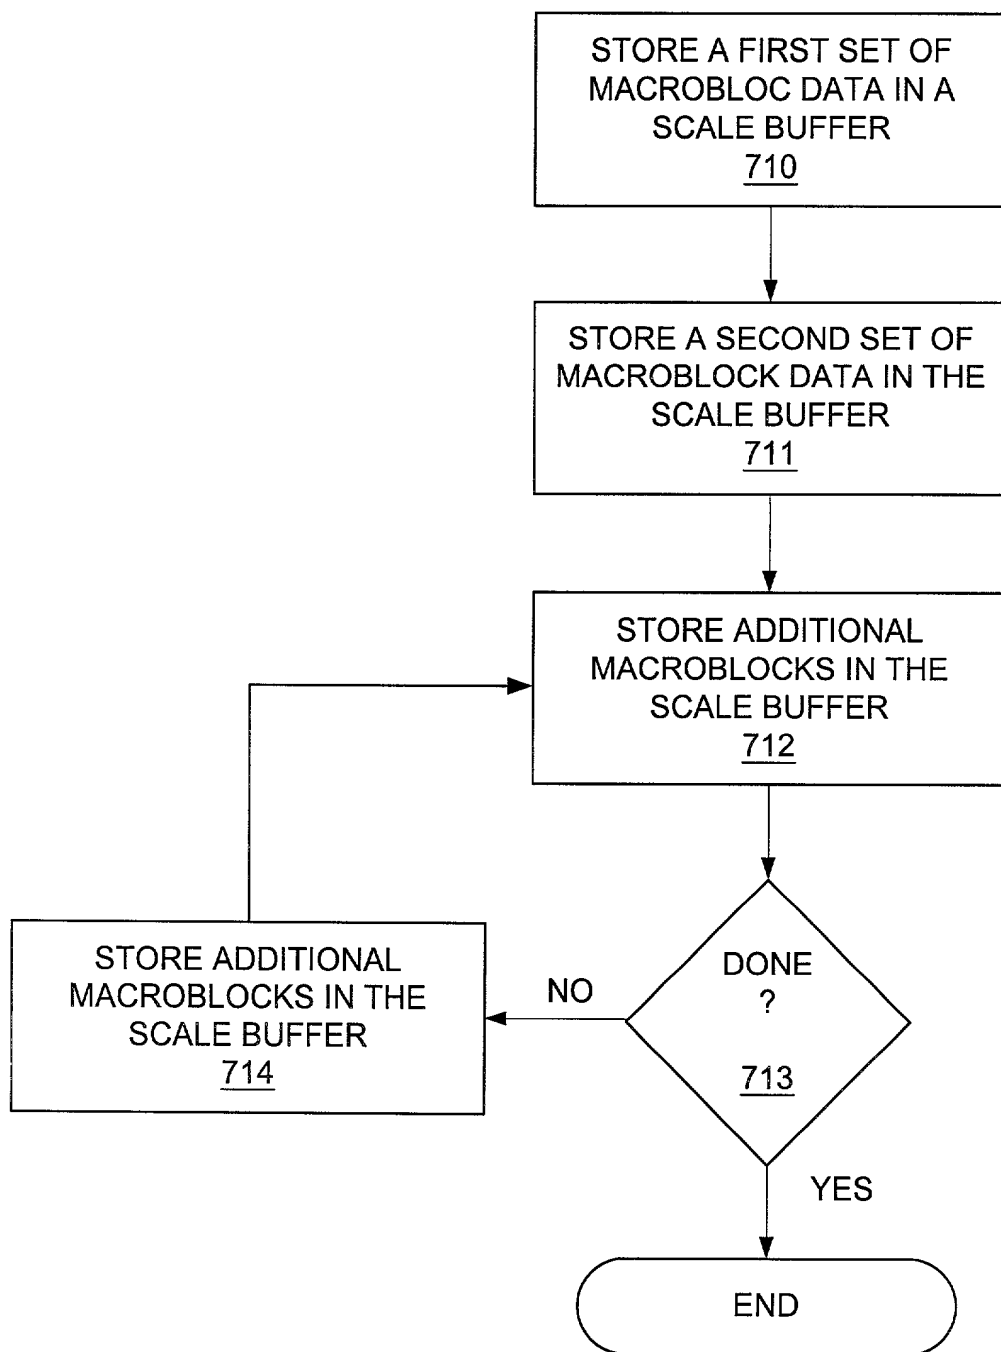 STORE A FIRST SET OF
MACROBLOC DATA IN A
SCALE BUFFER
710
STORE A SECOND SET OF
MACROBLOCK DATA IN THE
SCALE BUFFER
711
STORE ADDITIONAL
MACROBLOCKS IN THE
SCALE BUFFER
712
DONE
?
713
NO
STORE ADDITIONAL
MACROBLOCKS IN THE
SCALE BUFFER
714
YES
END